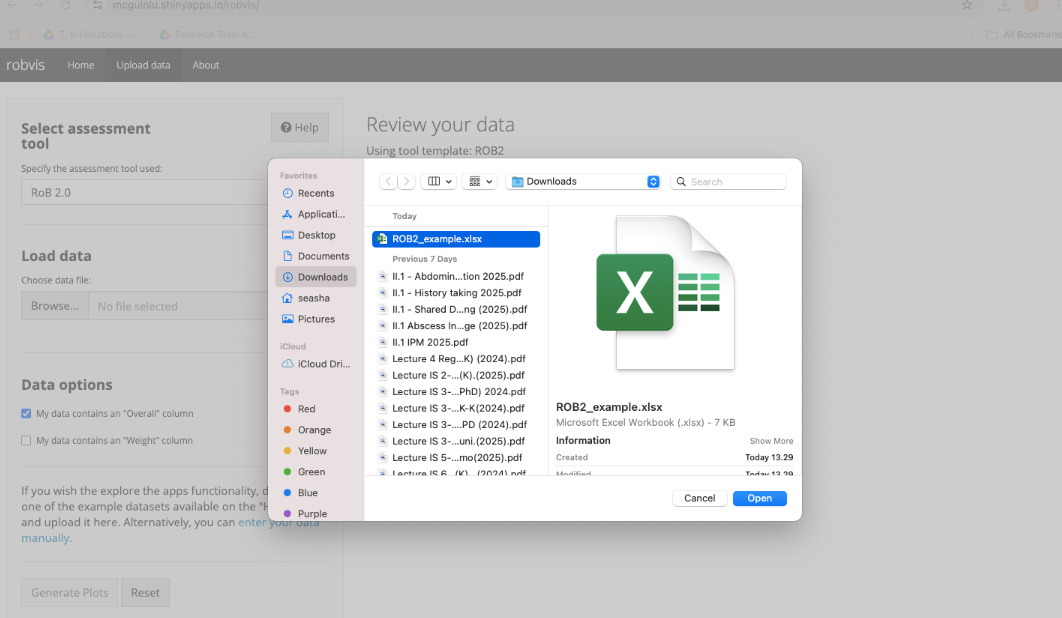 mcguinlu.shinyapps.io/robvis/
7. R-Handbook -...
Research Team A...
All Bookmarks
robvis
Home
Upload data
About
Select assessment
tool
Help
Specify the assessment tool used:
RoB 2.0
Load data
Choose data file:
Browse...
No file selected
Data options
My data contains an "Overall" column
My data contains an "Weight" column
If you wish the explore the apps functionality, d
one of the example datasets available on the "H
and upload it here. Alternatively, you can enter your data
manually.
Generate Plots
Reset
Review your data
Using tool template: ROB2
Favorites
Recents
Applicati...
Desktop
Documents
Downloads
seasha
Pictures
iCloud
iCloud Dri...
Tags
Red
Orange
Yellow
Green
Blue
Purple
Downloads
Search
Today
ROB2_example.xlsx
Previous 7 Days
II.1 - Abdomin...tion 2025.pdf
II.1 - History taking 2025.pdf
II.1 - Shared D...ng (2025).pdf
II.1 Abscess In...ge (2025).pdf
II.1 IPM 2025.pdf
Lecture 4 Reg...K) (2024).pdf
Lecture IS 2-...(K).(2025).pdf
Lecture IS 3-...PhD) 2024.pdf
Lecture IS 3-...K-K(2024).pdf
Lecture IS 3-....PD (2024).pdf
Lecture IS 3-...uni.(2025).pdf
Lecture IS 5-...mo(2025).pdf
Lecture IS 6...(K)...(2024).pdf
X
ROB2_example.xlsx
Microsoft Excel Workbook (.xlsx) - 7 KB
Information
Show More
Created
Today 13.29
Modified
Today 13.29
Cancel
Open